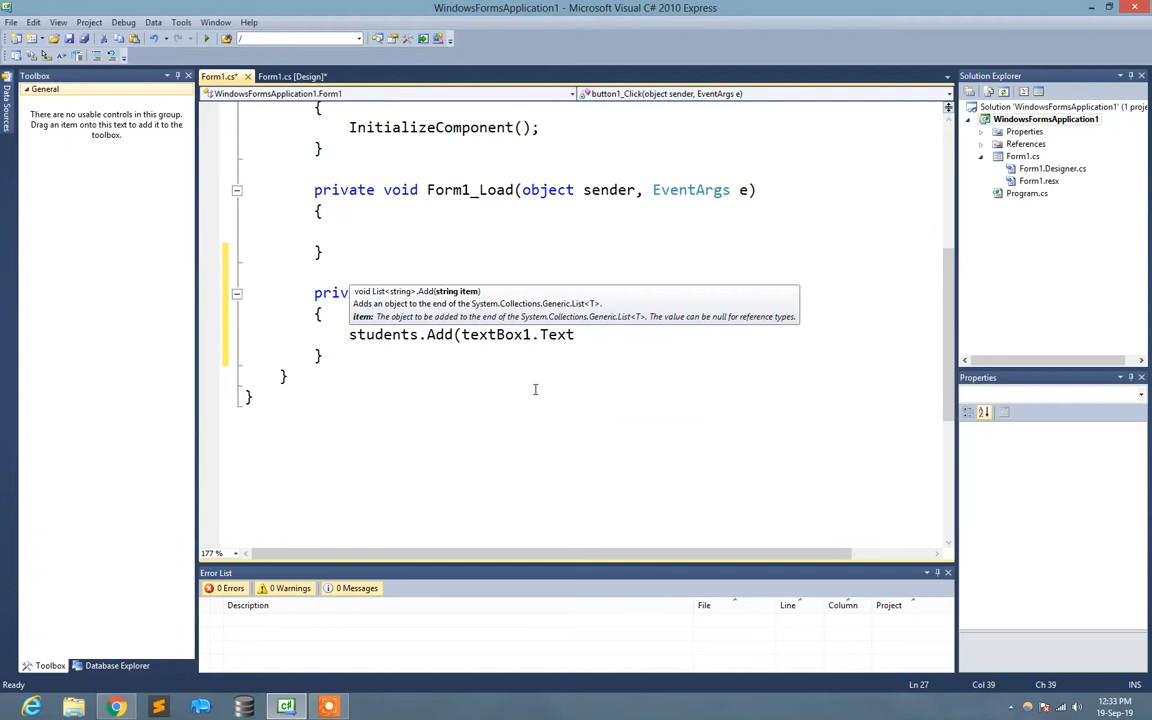 WindowsFormsApplication1 - Microsoft Visual C# 2010 Express
File Edit View Project Debug Data Tools Window Help
/
Toolbox
General
There are no usable controls in this group. Drag an item onto this text to add it to the toolbox.
Data Sources
Form1.cs*
Form1.cs [Design]*
WindowsFormsApplication1.Form1
button1_Click(object sender, EventArgs e)
{
InitializeComponent();
}
private void Form1_Load(object sender, EventArgs e)
{
}
priv
void List<string>.Add(string item)
Adds an object to the end of the System.Collections.Generic.List<T>.
item: The object to be added to the end of the System.Collections.Generic.List<T>. The value can be null for reference types.
{
students.Add(textBox1.Text
}
}
}
177 %
Error List
0 Errors
0 Warnings
0 Messages
Description File Line Column Project
Solution Explorer
Solution 'WindowsFormsApplication1' (1 proje
WindowsFormsApplication1
Properties
References
Form1.cs
Form1.Designer.cs
Form1.resx
Program.cs
Properties
Toolbox
Database Explorer
Ready
Ln 27 Col 39 Ch 39 INS
12:33 PM
19-Sep-19